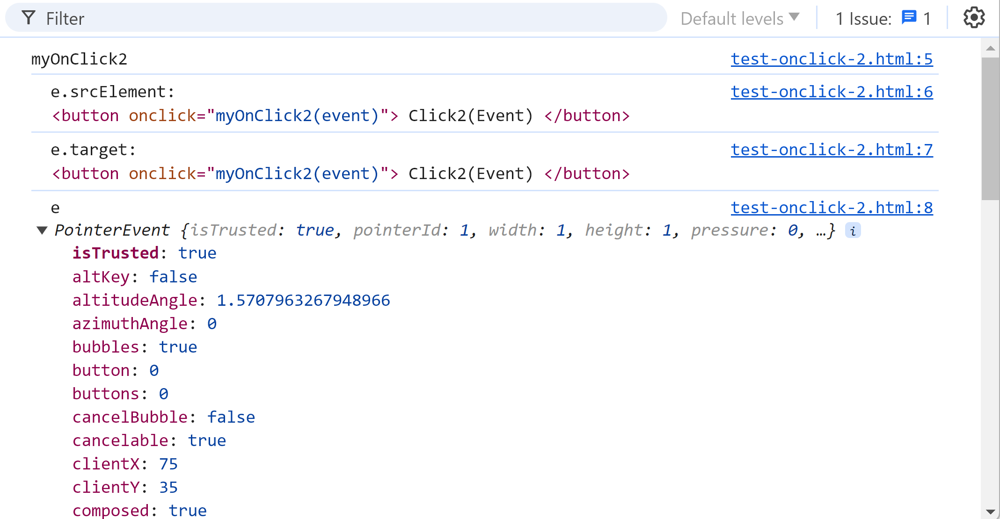 Filter Default levels ▼ 1 Issue: 1
myOnClick2 test-onclick-2.html:5
e.srcElement: test-onclick-2.html:6
<button onclick="myOnClick2(event)"> Click2(Event) </button>
e.target: test-onclick-2.html:7
<button onclick="myOnClick2(event)"> Click2(Event) </button>
e test-onclick-2.html:8
▼ PointerEvent {isTrusted: true, pointerId: 1, width: 1, height: 1, pressure: 0, …} i
isTrusted: true
altKey: false
altitudeAngle: 1.5707963267948966
azimuthAngle: 0
bubbles: true
button: 0
buttons: 0
cancelBubble: false
cancelable: true
clientX: 75
clientY: 35
composed: true